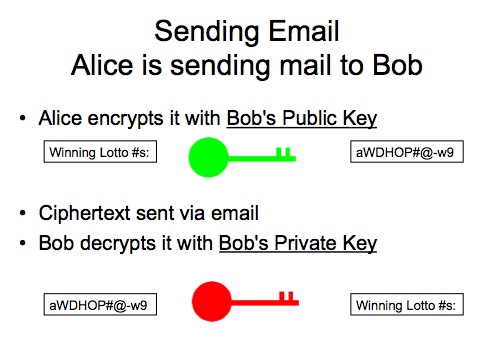 Sending Email
Alice is sending mail to Bob
• Alice encrypts it with Bob's Public Key
Winning Lotto #s:
aWDHOP#@-w9
• Ciphertext sent via email
• Bob decrypts it with Bob's Private Key
aWDHOP#@-w9
Winning Lotto #s: